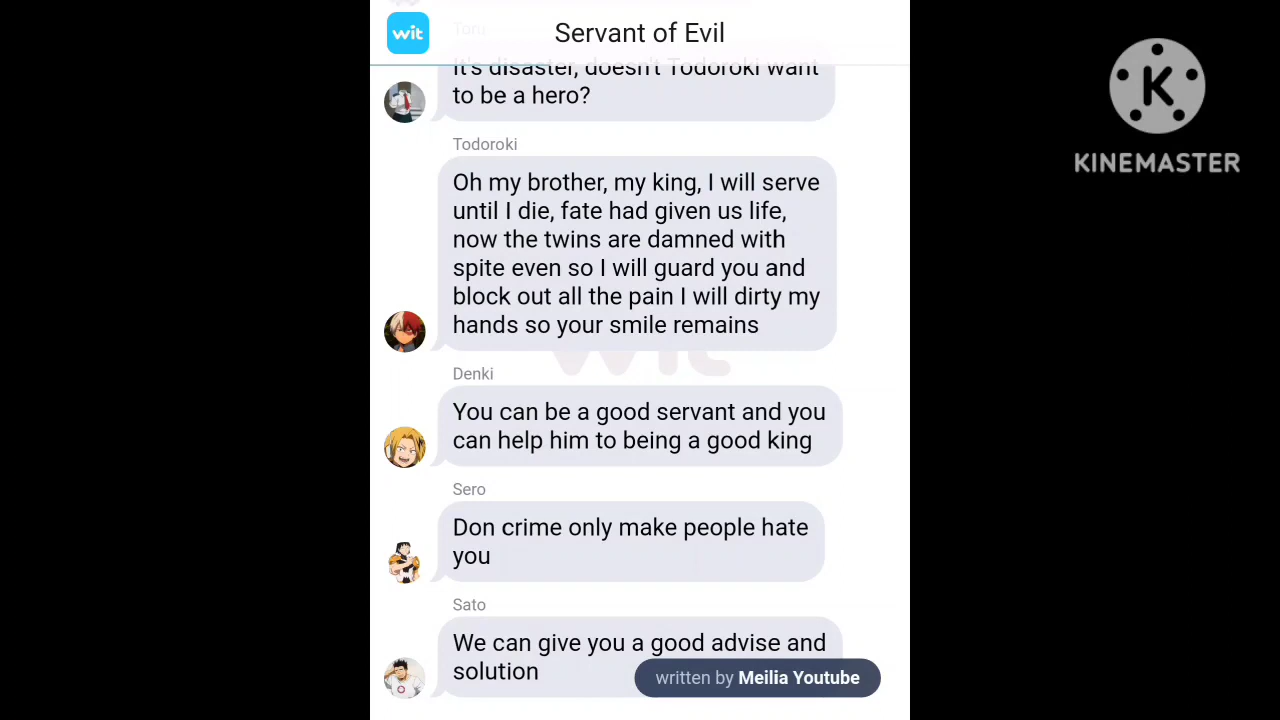 wit
Toru
Servant of Evil
It's disaster, doesn't Todoroki want
to be a hero?
Todoroki
Oh my brother, my king, I will serve
until I die, fate had given us life,
now the twins are damned with
spite even so I will guard you and
block out all the pain I will dirty my
hands so your smile remains
wit
Denki
You can be a good servant and you
can help him to being a good king
Sero
Don crime only make people hate
you
Sato
We can give you a good advise and
solution
written by Meilia Youtube
K
KINEMASTER